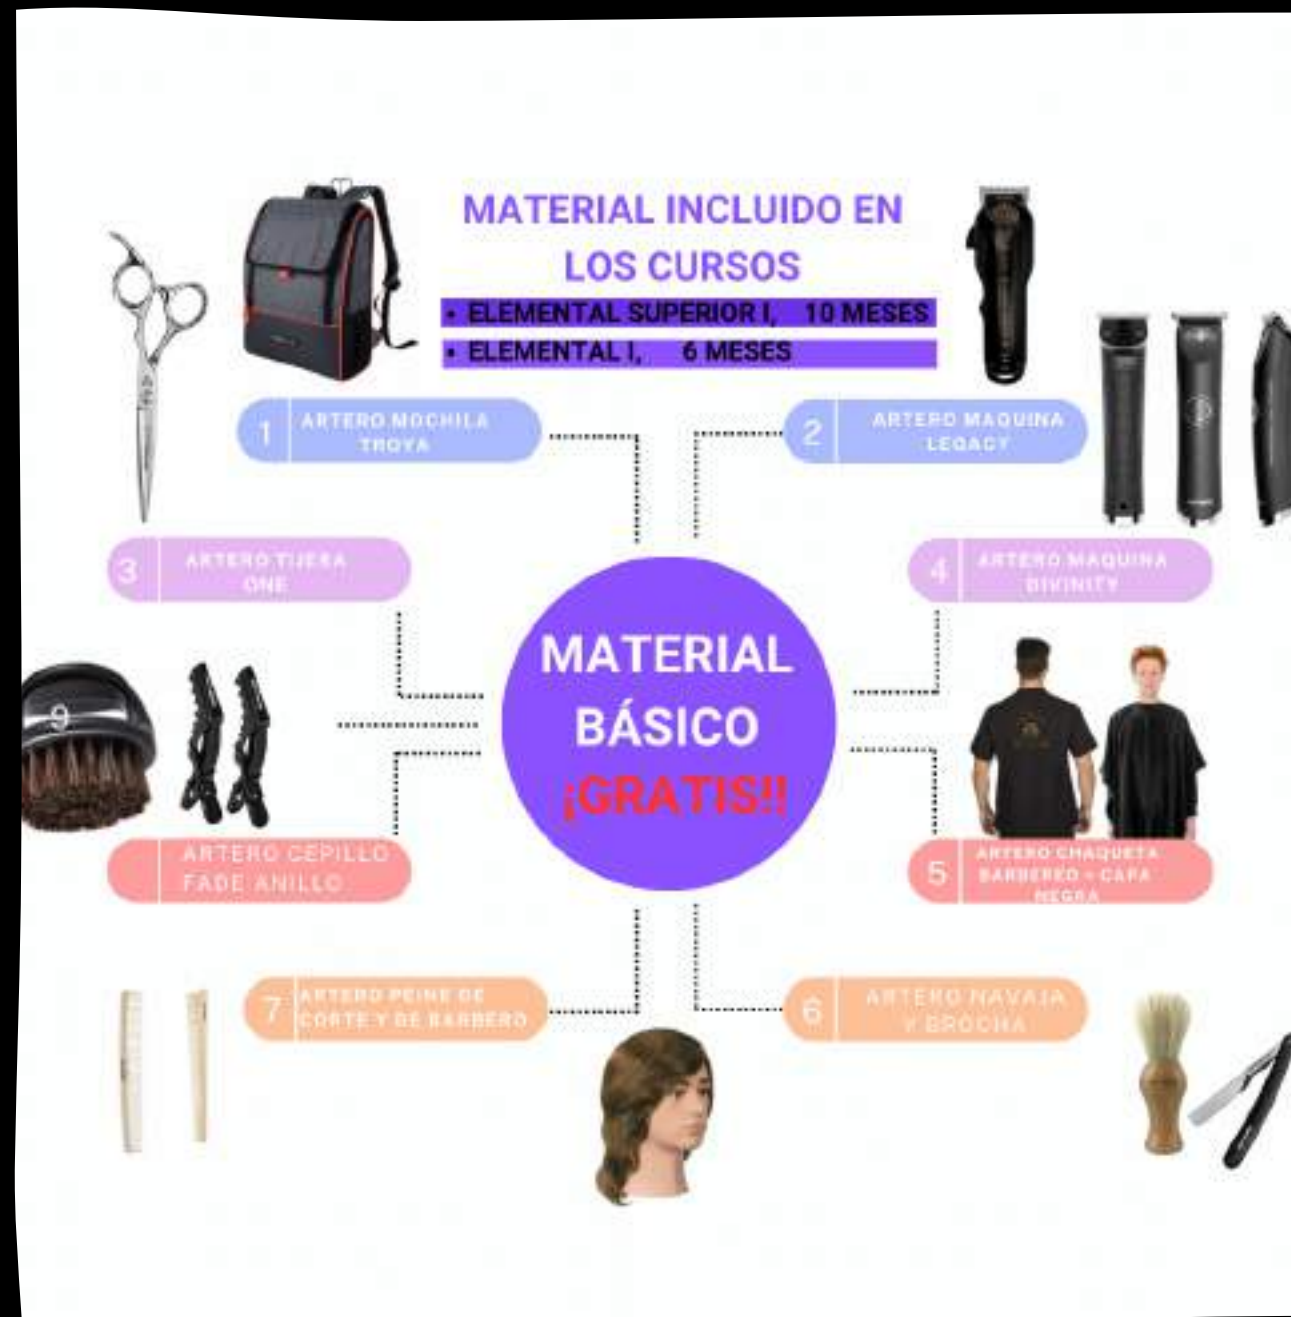 MATERIAL INCLUIDO EN
LOS CURSOS
• ELEMENTAL SUPERIOR I, 10 MESES
• ELEMENTAL I, 6 MESES
1
ARTERO MOCHILA
TROYA
2
ARTERO MAQUINA
LEGACY
3
ARTERO TIJERA
ONE
4
ARTERO MAQUINA
DIVINITY
MATERIAL
BÁSICO
¡GRATIS!!
9
ARTERO CEPILLO
FADE ANILLO
5
ARTERO CHAQUETA
BARBERO + CAPA
NEGRA
7
ARTERO PEINE DE
CORTE Y DE BARBERO
6
ARTERO NAVAJA
Y BROCHA